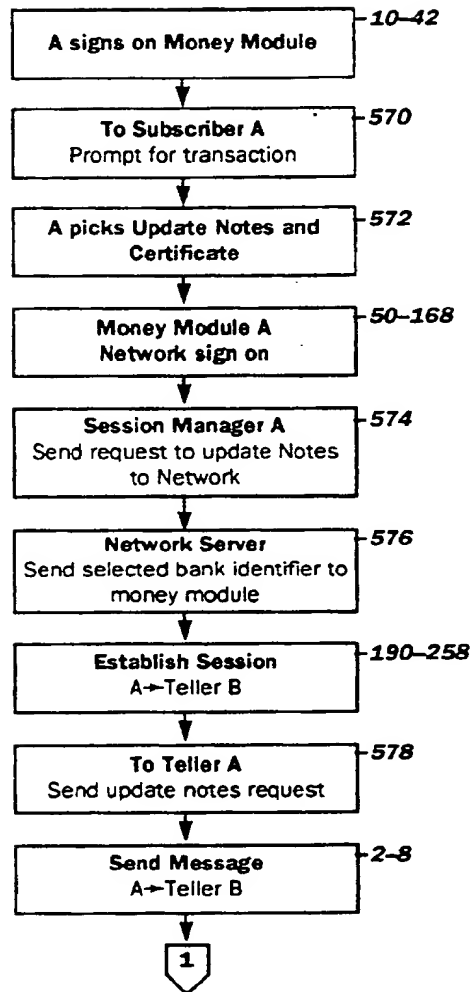 A signs on Money Module
10–42
To Subscriber A
Prompt for transaction
570
A picks Update Notes and
Certificate
572
Money Module A
Network sign on
50–168
Session Manager A
Send request to update Notes
to Network
574
Network Server
Send selected bank identifier to
money module
576
Establish Session
A→Teller B
190–258
To Teller A
Send update notes request
578
Send Message
A→Teller B
2–8
1